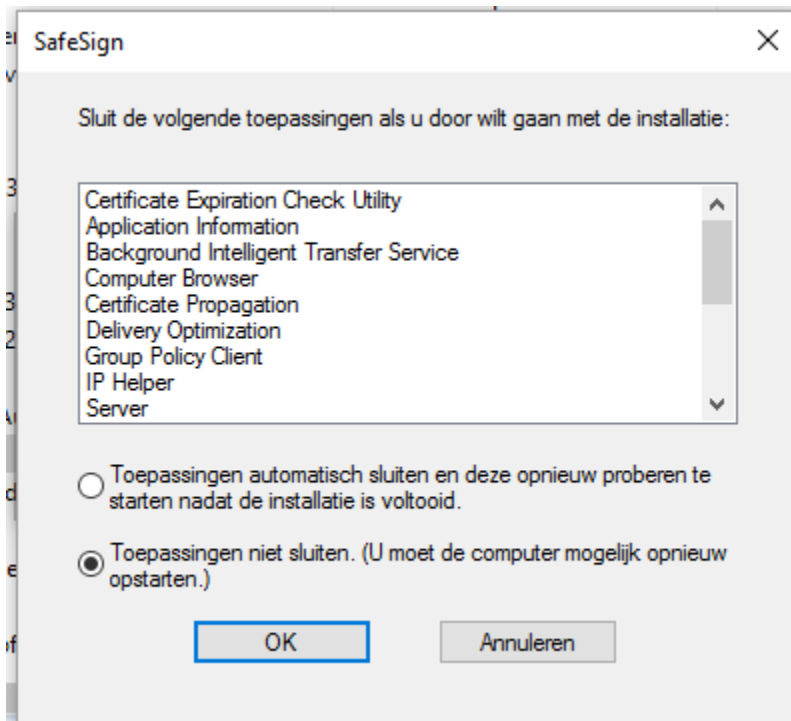 SafeSign
Sluit de volgende toepassingen als u door wilt gaan met de installatie:
Certificate Expiration Check Utility
Application Information
Background Intelligent Transfer Service
Computer Browser
Certificate Propagation
Delivery Optimization
Group Policy Client
IP Helper
Server
Toepassingen automatisch sluiten en deze opnieuw proberen te
starten nadat de installatie is voltooid.
Toepassingen niet sluiten. (U moet de computer mogelijk opnieuw
opstarten.)
OK
Annuleren